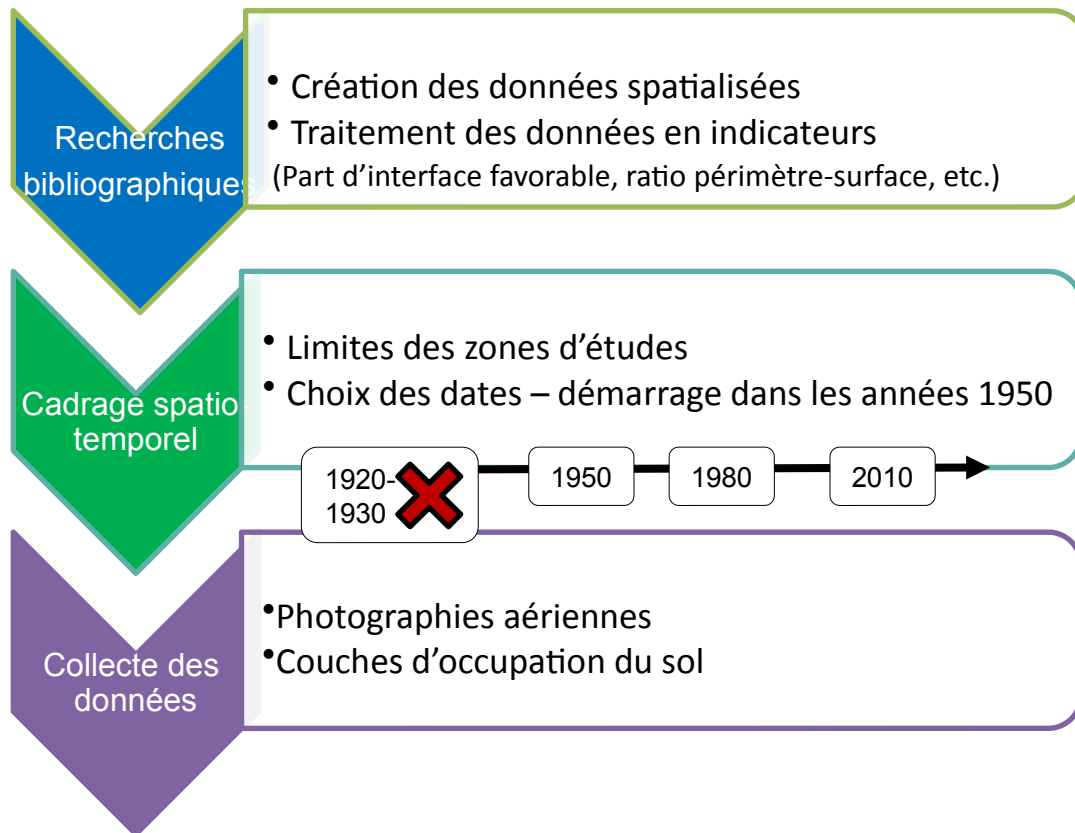 Recherches
bibliographiques
• Création des données spatialisées
• Traitement des données en indicateurs
(Part d'interface favorable, ratio périmètre-surface, etc.)
Cadrage spatio
temporel
• Limites des zones d'études
• Choix des dates – démarrage dans les années 1950
1920-
1930
1950
1980
2010
Collecte des
données
•Photographies aériennes
•Couches d'occupation du sol